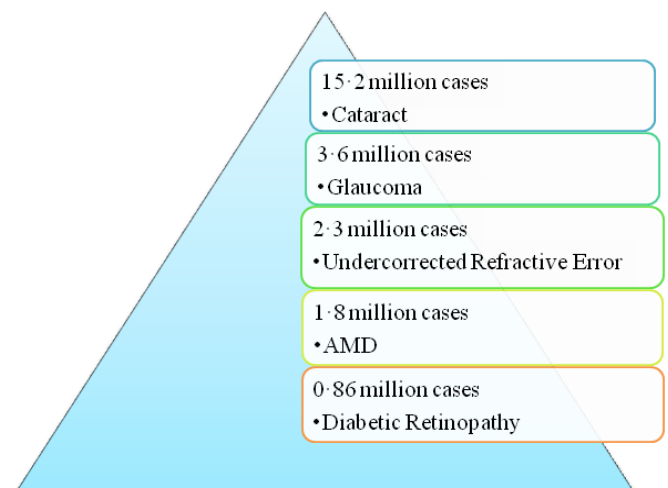 15·2 million cases
•Cataract
3·6 million cases
•Glaucoma
2·3 million cases
•Undercorrected Refractive Error
1·8 million cases
•AMD
0·86 million cases
•Diabetic Retinopathy